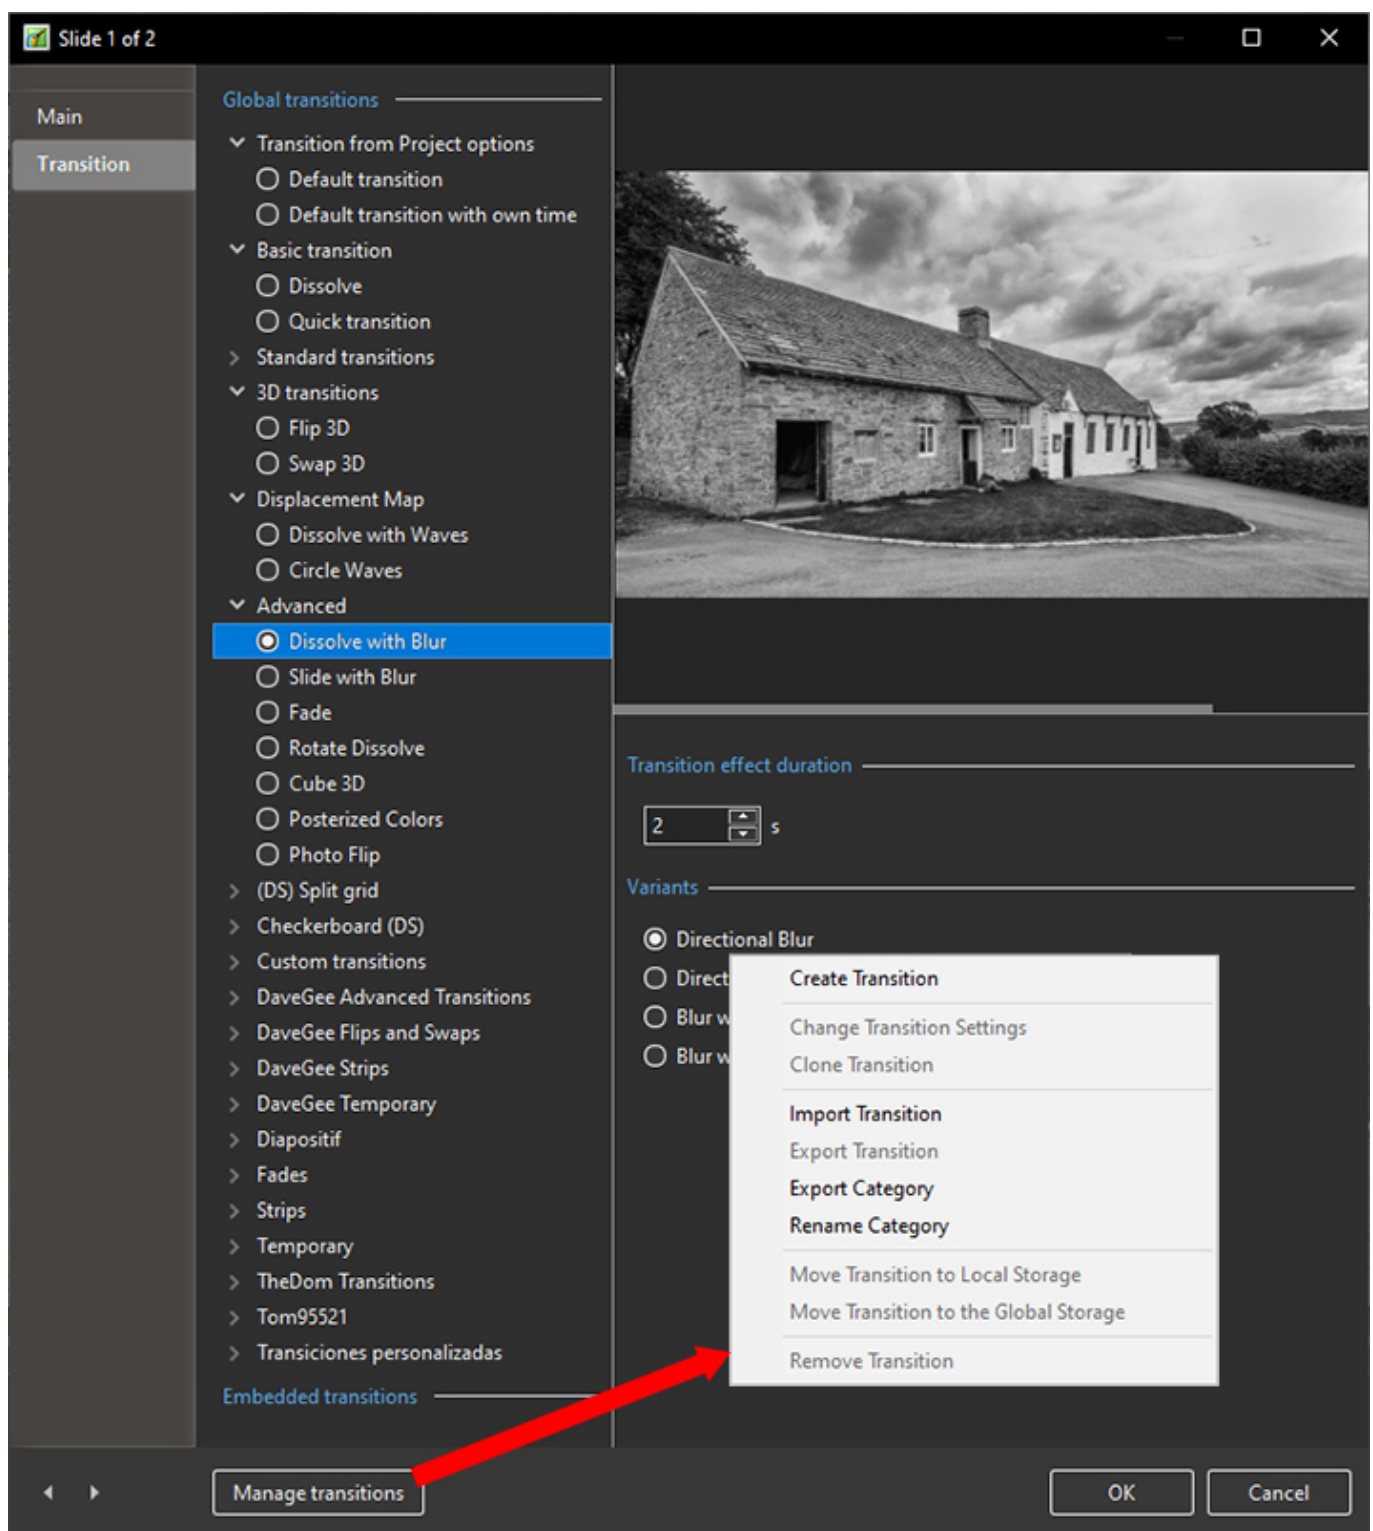 Slide 1 of 2
Main
Transition
Global transitions
Transition from Project options
Default transition
Default transition with own time
Basic transition
Dissolve
Quick transition
Standard transitions
3D transitions
Flip 3D
Swap 3D
Displacement Map
Dissolve with Waves
Circle Waves
Advanced
Dissolve with Blur
Slide with Blur
Fade
Rotate Dissolve
Cube 3D
Posterized Colors
Photo Flip
(DS) Split grid
Checkerboard (DS)
Custom transitions
DaveGee Advanced Transitions
DaveGee Flips and Swaps
DaveGee Strips
DaveGee Temporary
Diapositif
Fades
Strips
Temporary
TheDom Transitions
Tom95521
Transiciones personalizadas
Embedded transitions
Transition effect duration
2 s
Variants
Directional Blur
Direct
Blur w
Blur w
Create Transition
Change Transition Settings
Clone Transition
Import Transition
Export Transition
Export Category
Rename Category
Move Transition to Local Storage
Move Transition to the Global Storage
Remove Transition
Manage transitions
OK
Cancel